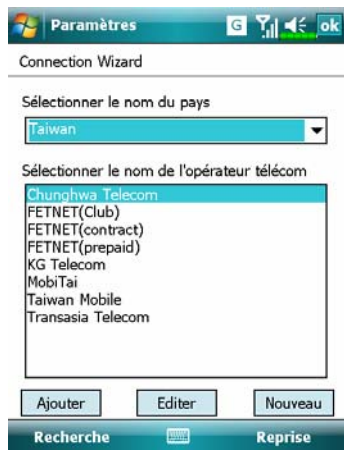 Paramètres G ok
Connection Wizard
Sélectionner le nom du pays
Taiwan
Sélectionner le nom de l'opérateur télécom
Chunghwa Telecom
FETNET(Club)
FETNET(contract)
FETNET(prepaid)
KG Telecom
MobiTai
Taiwan Mobile
Transasia Telecom
Ajouter Editer Nouveau
Recherche Reprise